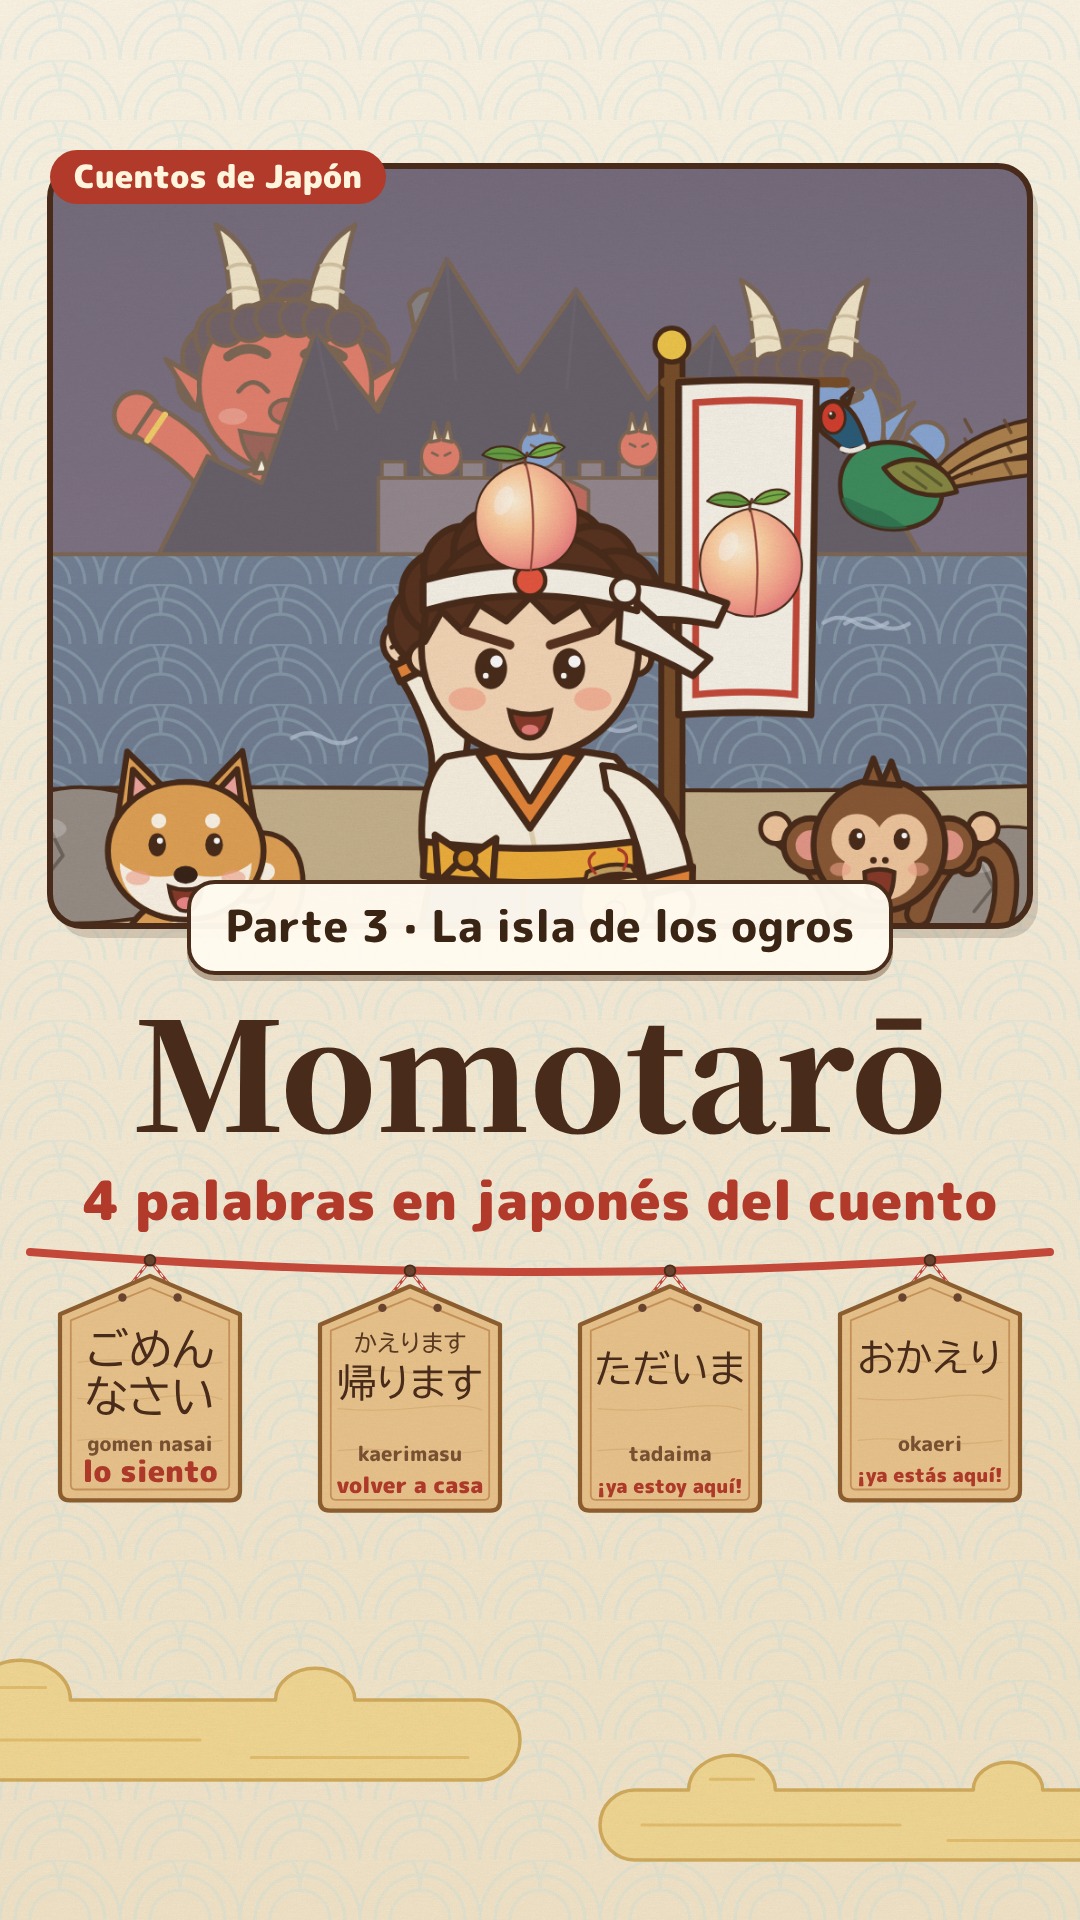 Cuentos de Japón
Parte 3 · La isla de los ogros
Momotarō
4 palabras en japonés del cuento
ごめん
なさい
gomen nasai
lo siento
かえります
帰ります
kaerimasu
volver a casa
ただいま
tadaima
¡ya estoy aquí!
おかえり
okaeri
¡ya estás aquí!